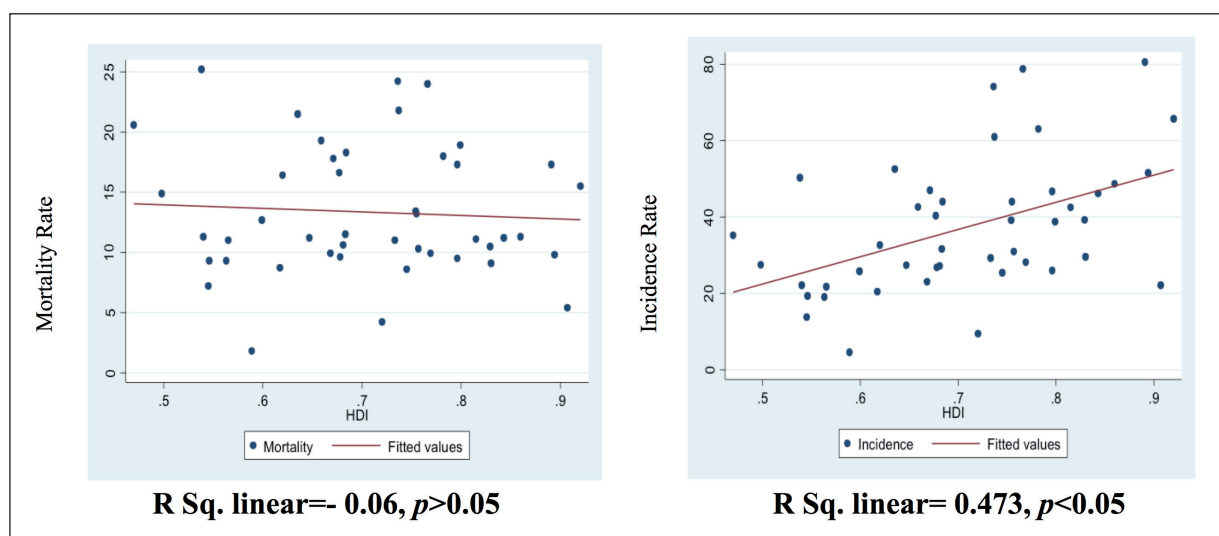 Mortality Rate
25
20
15
10
5
0
.5 .6 .7 .8 .9
HDI
Mortality Fitted values
R Sq. linear=- 0.06, p>0.05
Incidence Rate
80
60
40
20
0
.5 .6 .7 .8 .9
HDI
Incidence Fitted values
R Sq. linear= 0.473, p<0.05